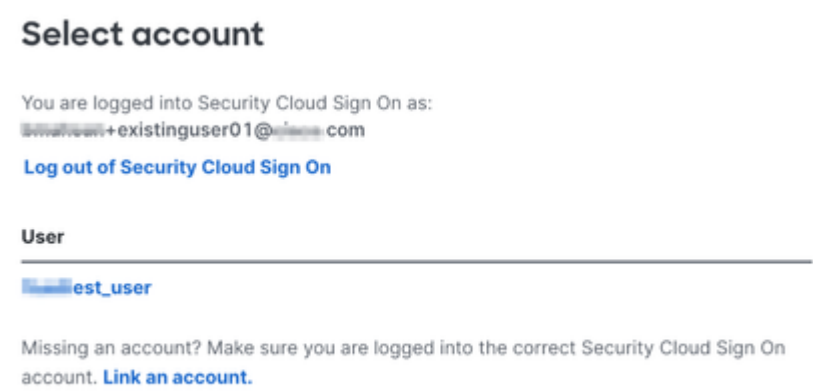 Select account
You are logged into Security Cloud Sign On as:
+existinguser01@ .com
Log out of Security Cloud Sign On
User
est_user
Missing an account? Make sure you are logged into the correct Security Cloud Sign On
account. Link an account.